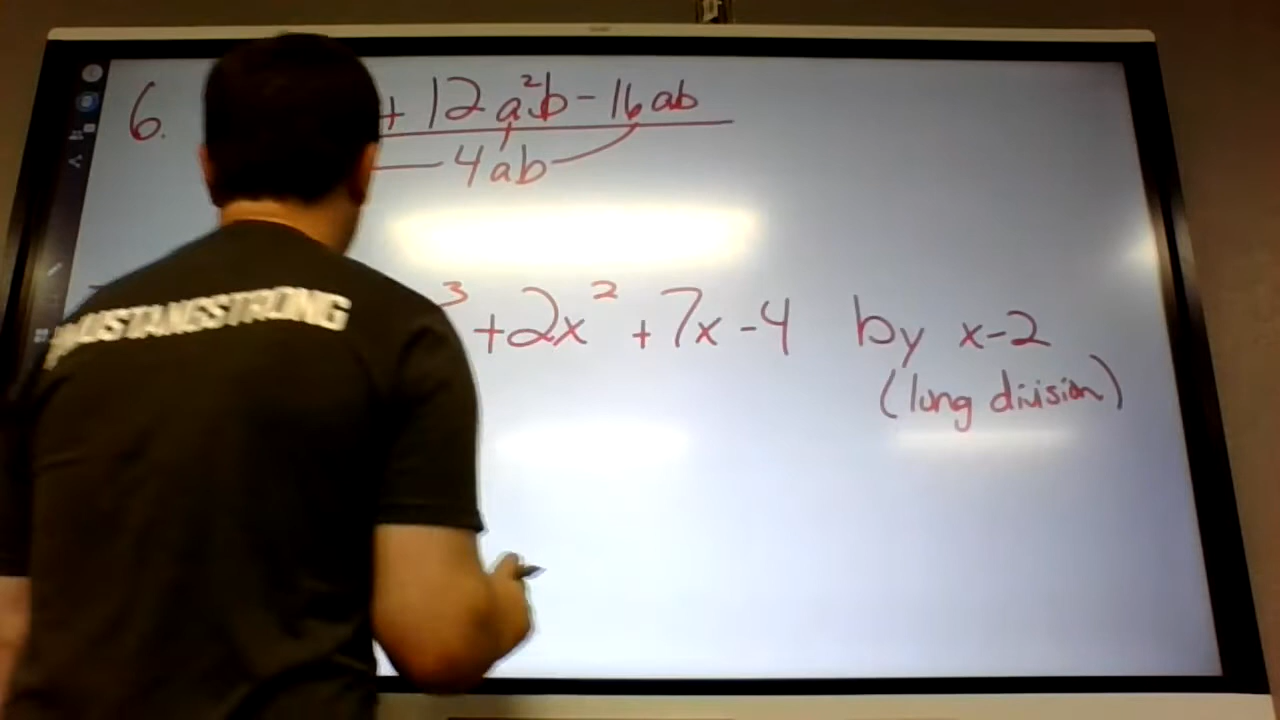 6. + 12a²b - 16ab
4ab
³ + 2x² + 7x - 4 by x - 2
(long division)
#MUSTANGSTRONG